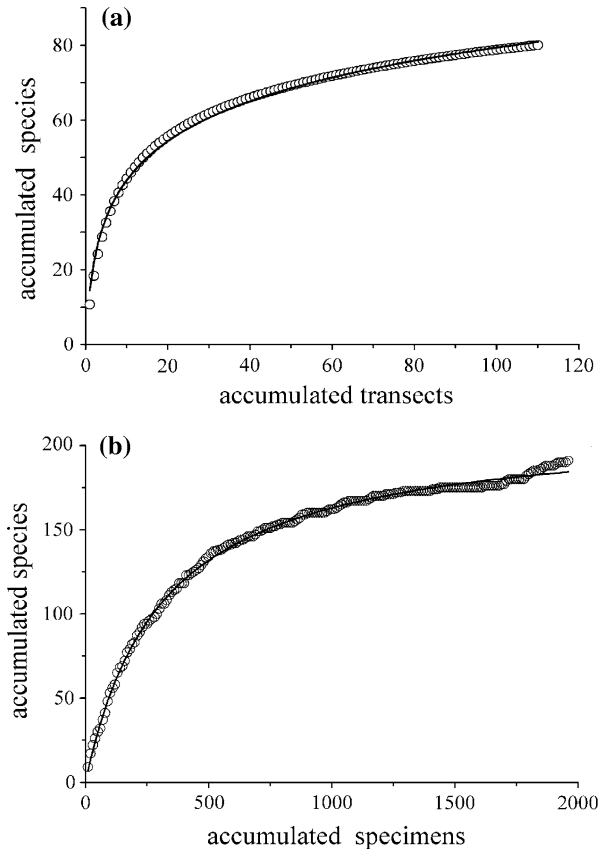 (a)
80
60
40
20
0
accumulated species
0 20 40 60 80 100 120
accumulated transects
(b)
200
150
100
50
0
accumulated species
0 500 1000 1500 2000
accumulated specimens